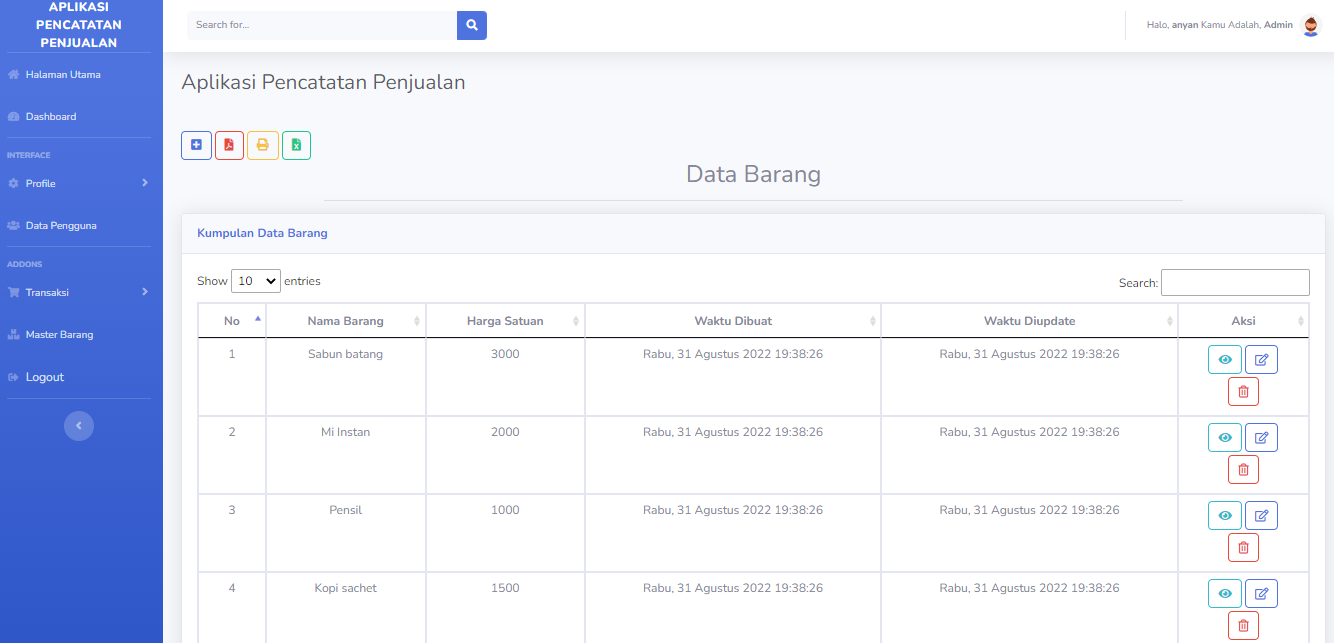 APLIKASI
PENCATATAN
PENJUALAN
Halaman Utama
Dashboard
INTERFACE
Profile
Data Pengguna
ADDONS
Transaksi
Master Barang
Logout
Search for...
Halo, anyan Kamu Adalah, Admin
Aplikasi Pencatatan Penjualan
Data Barang
Kumpulan Data Barang
Show 10 entries
Search:
No Nama Barang Harga Satuan Waktu Dibuat Waktu Diupdate Aksi
1 Sabun batang 3000 Rabu, 31 Agustus 2022 19:38:26 Rabu, 31 Agustus 2022 19:38:26
2 Mi Instan 2000 Rabu, 31 Agustus 2022 19:38:26 Rabu, 31 Agustus 2022 19:38:26
3 Pensil 1000 Rabu, 31 Agustus 2022 19:38:26 Rabu, 31 Agustus 2022 19:38:26
4 Kopi sachet 1500 Rabu, 31 Agustus 2022 19:38:26 Rabu, 31 Agustus 2022 19:38:26